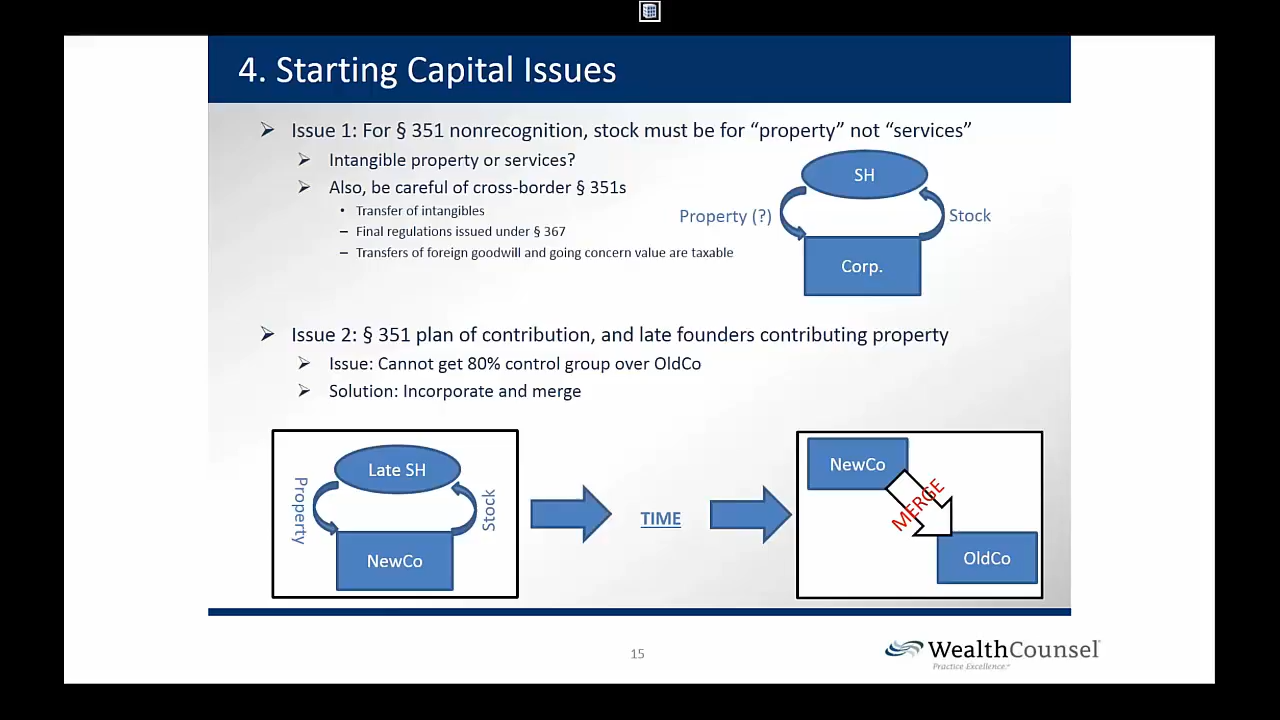 4. Starting Capital Issues
Issue 1: For § 351 nonrecognition, stock must be for “property” not “services”
Intangible property or services?
Also, be careful of cross-border § 351s
• Transfer of intangibles
– Final regulations issued under § 367
– Transfers of foreign goodwill and going concern value are taxable
SH
Property (?)
Stock
Corp.
Issue 2: § 351 plan of contribution, and late founders contributing property
Issue: Cannot get 80% control group over OldCo
Solution: Incorporate and merge
Late SH
Property
Stock
NewCo
TIME
NewCo
MERGE
OldCo
15
WealthCounsel
Practice Excellence.